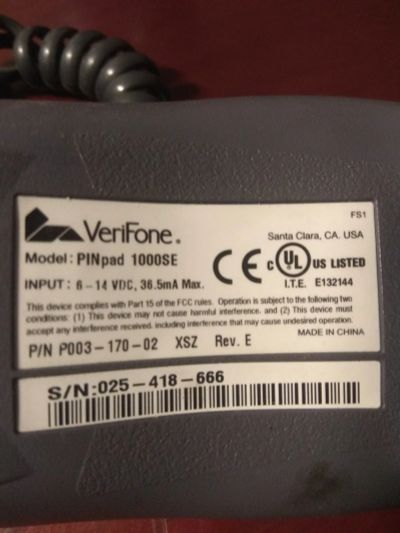 FS1
VeriFone®
Santa Clara, CA. USA
Model: PINpad 1000SE
CE c UL US LISTED
INPUT: 6-14 VDC, 36.5mA Max.
I.T.E. E132144
This device complies with Part 15 of the FCC rules. Operation is subject to the following two
conditions: (1) This device may not cause harmful interference, and (2) This device must
accept any interference received, including interference that may cause undesired operation.
MADE IN CHINA
P/N P003-170-02 XSZ Rev. E
S/N:025-418-666